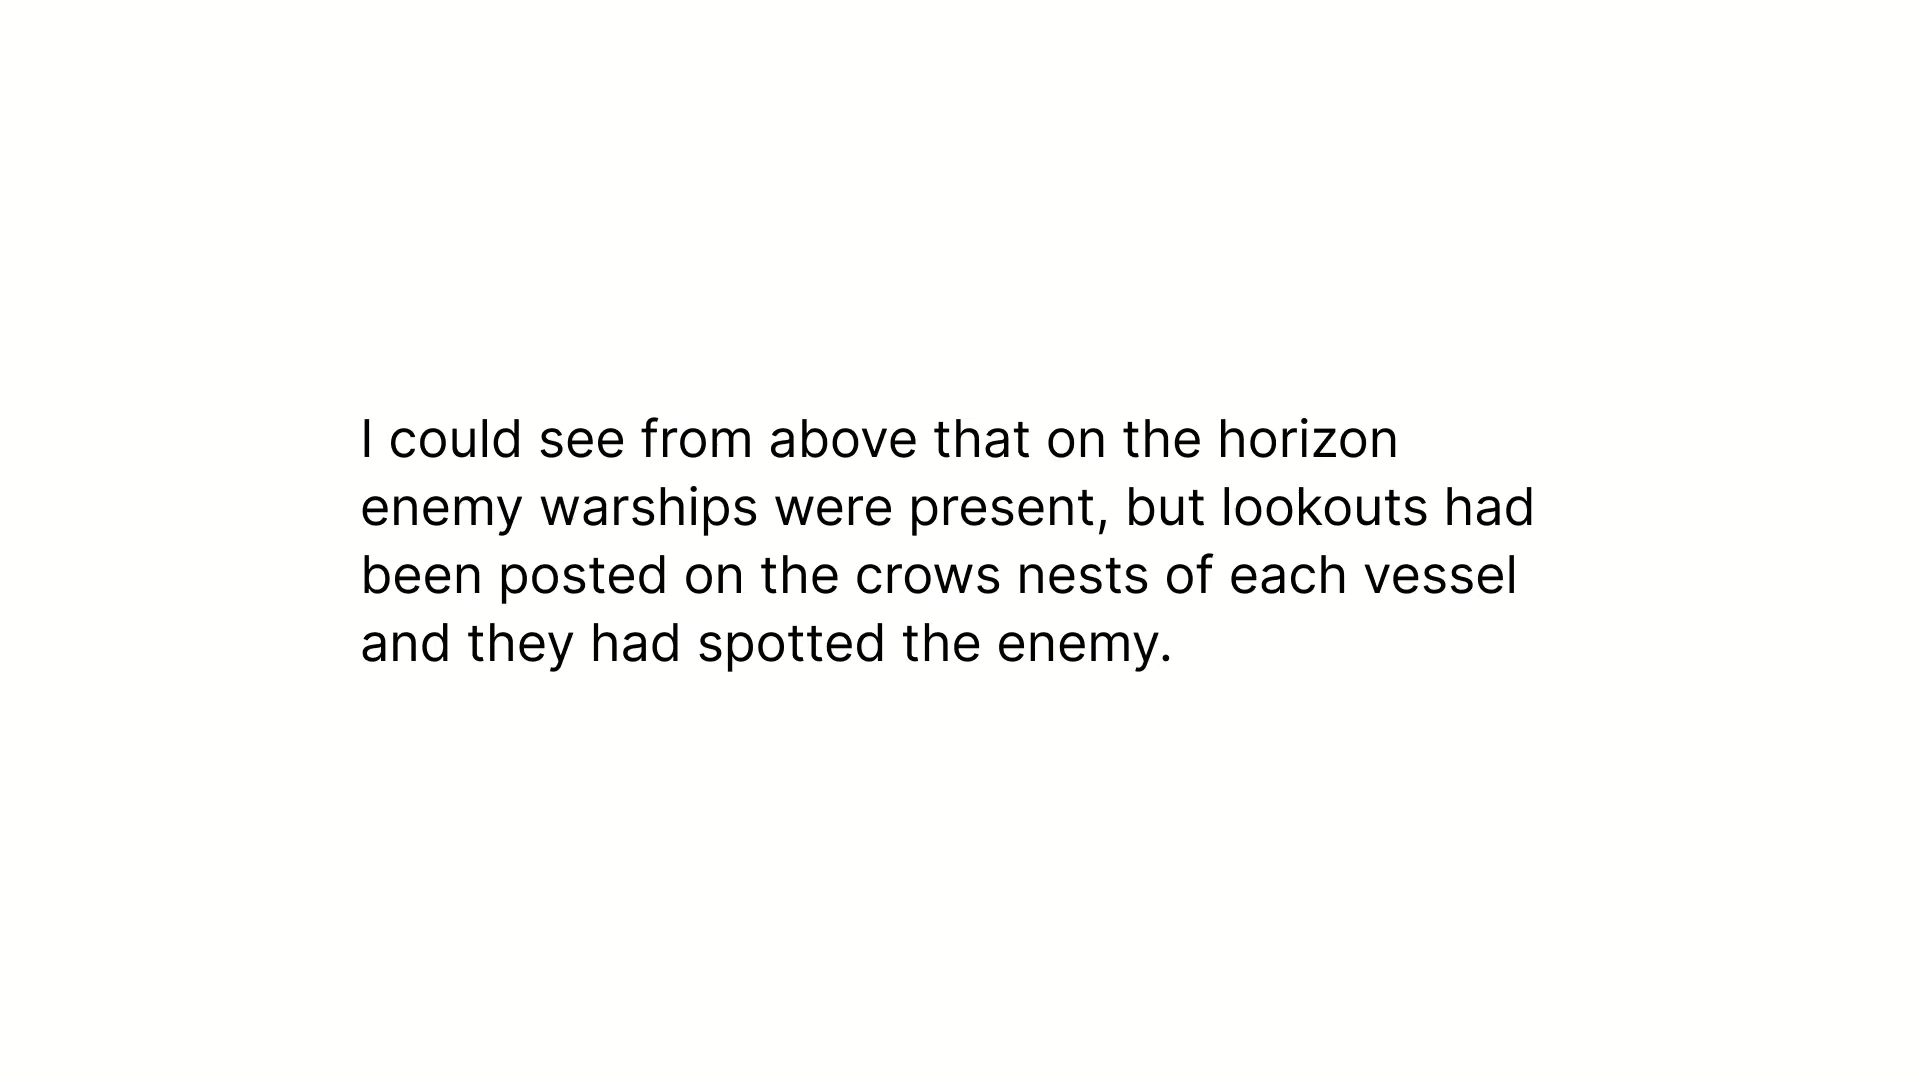 I could see from above that on the horizon
enemy warships were present, but lookouts had
been posted on the crows nests of each vessel
and they had spotted the enemy.